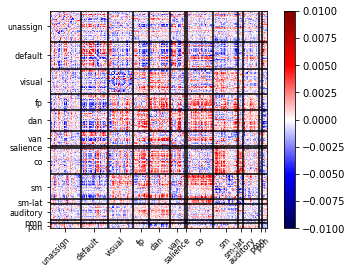 unassign
default
visual
fp
dan
van
salience
co
sm
sm-lat
auditory
pmn
pon
unassign
default
visual
fp
dan
van
salience
co
sm
sm-lat
auditory
0.0100
0.0075
0.0050
0.0025
0.0000
−0.0025
−0.0050
−0.0075
−0.0100